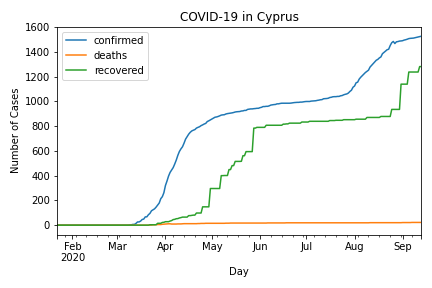 COVID-19 in Cyprus
confirmed
deaths
recovered
Number of Cases
1600
1400
1200
1000
800
600
400
200
0
Feb Mar Apr May Jun Jul Aug Sep
2020
Day